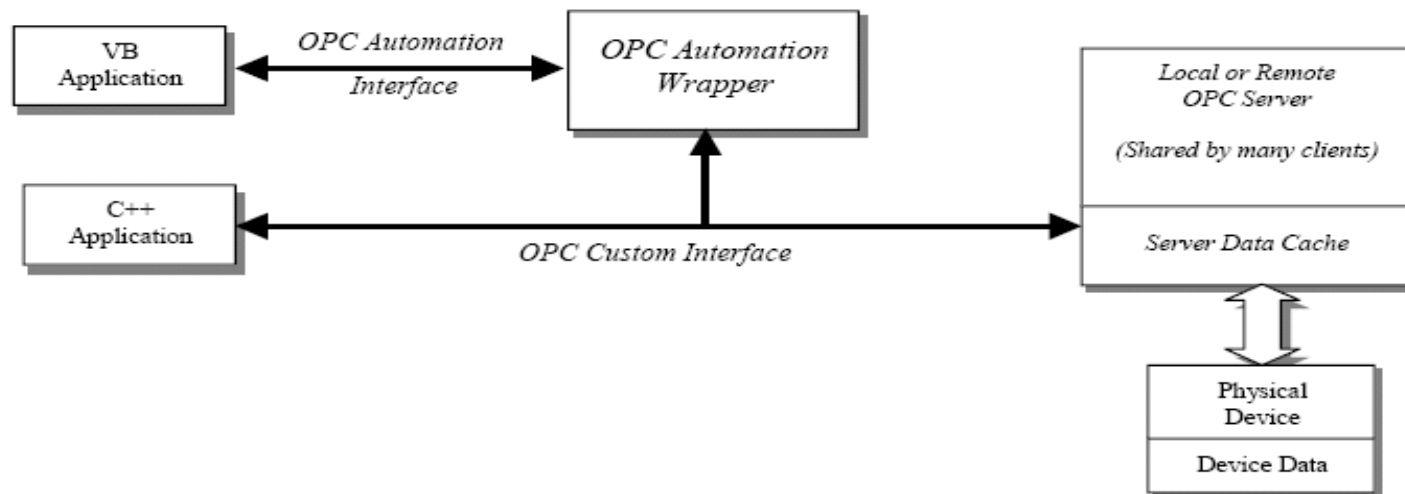 VB
Application
OPC Automation
Interface
OPC Automation
Wrapper
Local or Remote
OPC Server
(Shared by many clients)
C++
Application
OPC Custom Interface
Server Data Cache
Physical
Device
Device Data